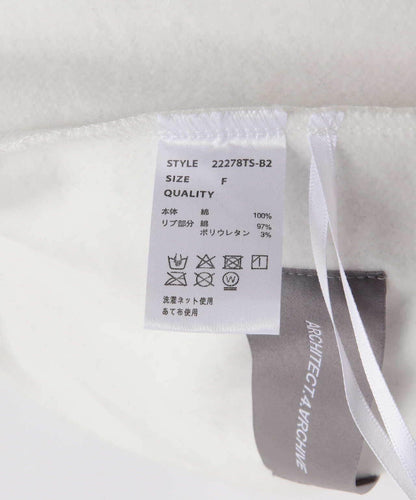 STYLE 22278TS-B2
SIZE F
QUALITY
本体 綿 100%
リブ部分 綿 97%
ポリウレタン 3%
洗濯ネット使用
あて布使用
ARCHITECT.4.ARCHIVE